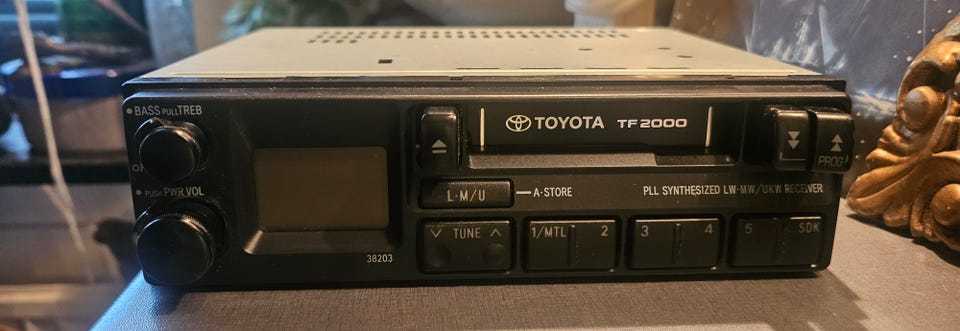 BASS PULL TREB
TOYOTA TF2000
PROG
PUSH PWR VOL
L·M/U A·STORE
PLL SYNTHESIZED LW·MW/UKW RECEIVER
TUNE 1/MTL 2 3 4 5 SDK
38203